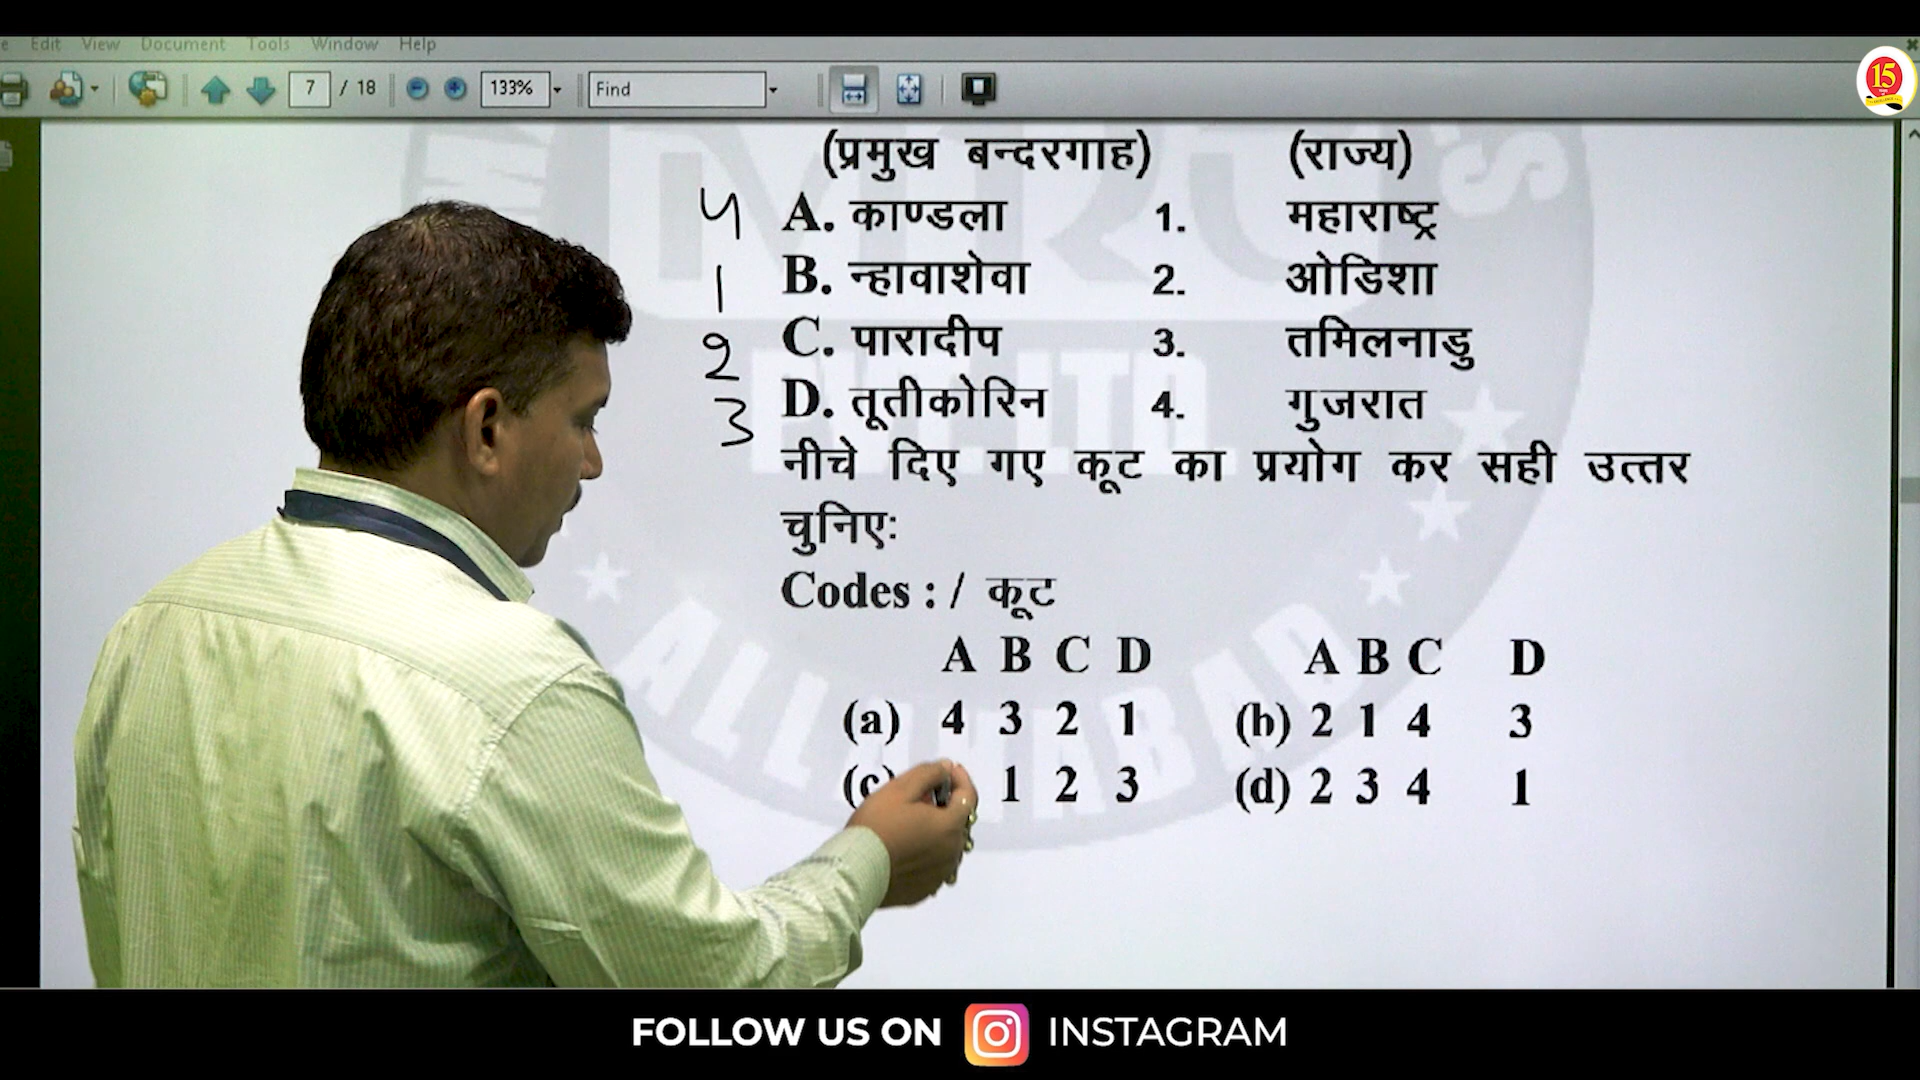 Edit View Document Tools Window Help
7 / 18 133% Find
15
(प्रमुख बन्दरगाह) (राज्य)
4 A. काण्डला 1. महाराष्ट्र
1 B. न्हावाशेवा 2. ओडिशा
2 C. पारादीप 3. तमिलनाडु
3 D. तूतीकोरिन 4. गुजरात
नीचे दिए गए कूट का प्रयोग कर सही उत्तर
चुनिए:
Codes : / कूट
A B C D A B C D
(a) 4 3 2 1 (b) 2 1 4 3
(c) 1 2 3 (d) 2 3 4 1
ALLAHABAD
FOLLOW US ON INSTAGRAM